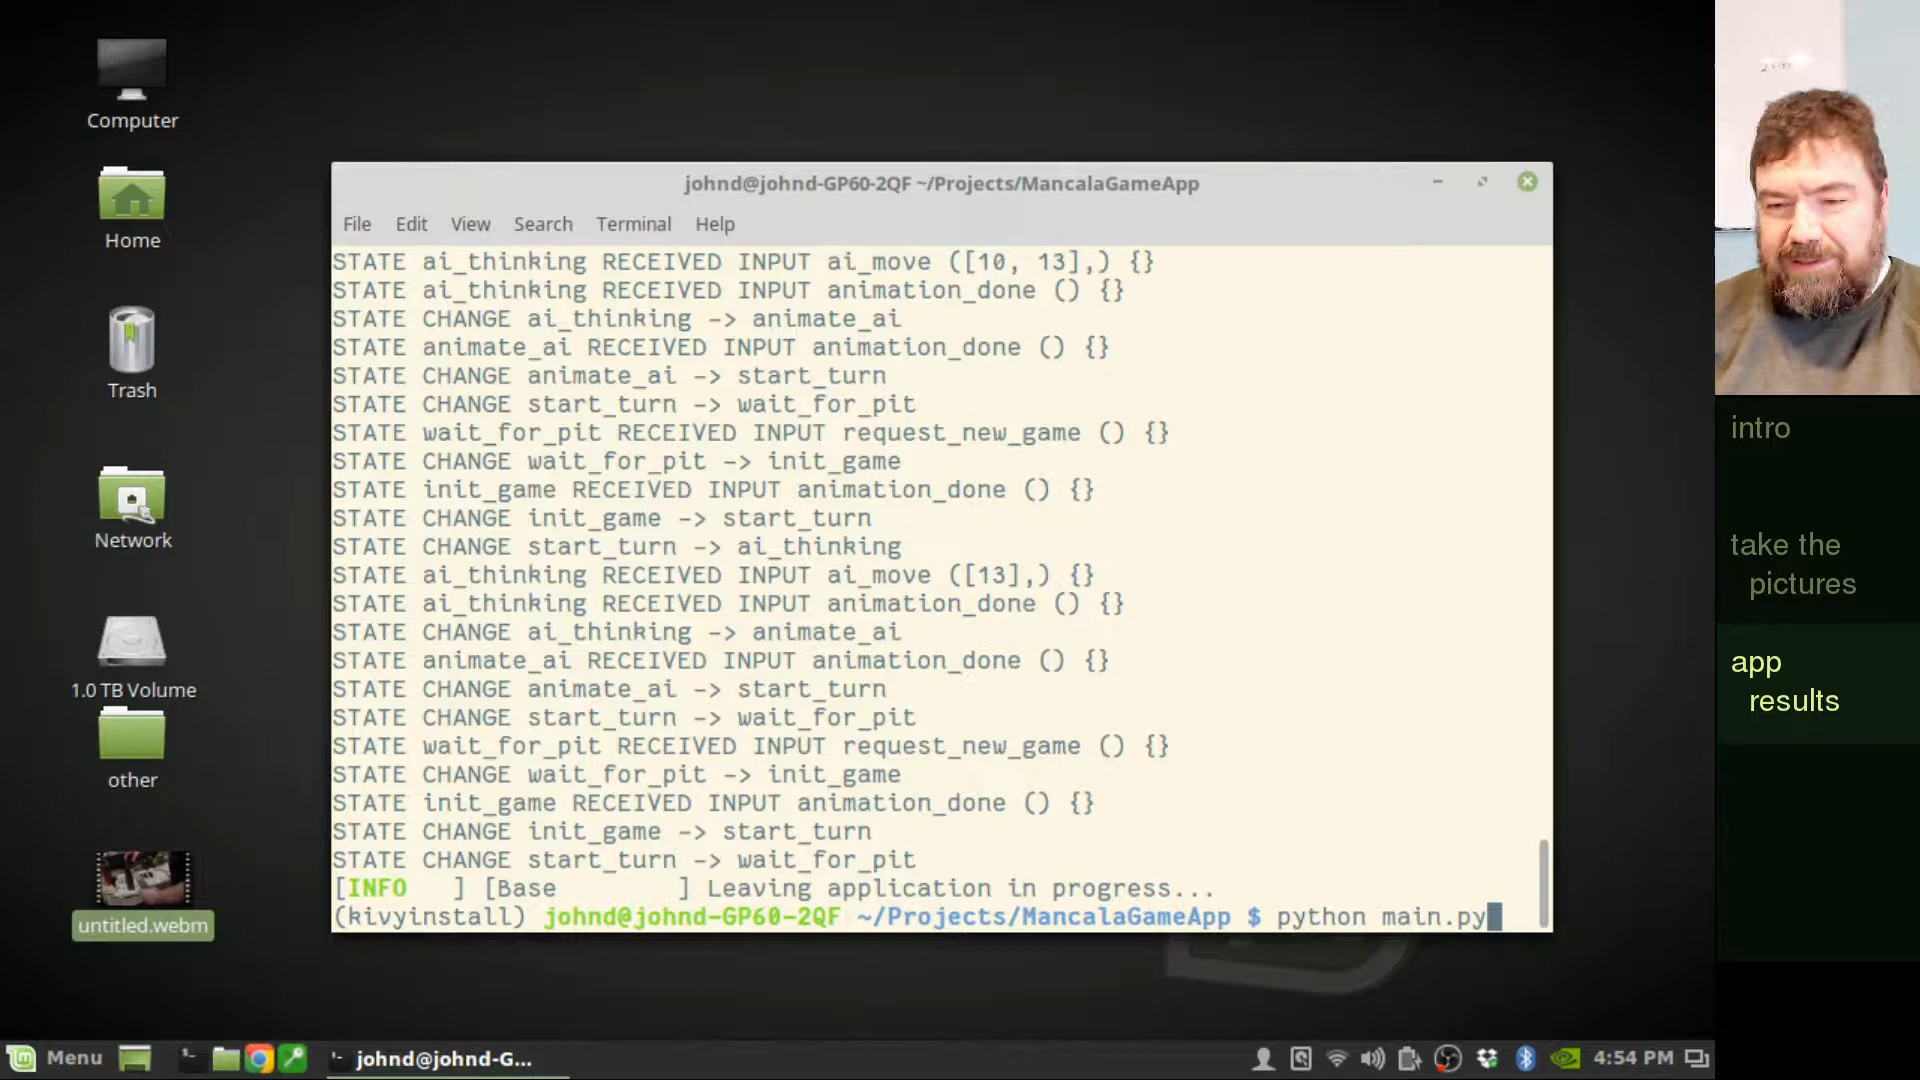 Computer
Home
Trash
Network
1.0 TB Volume
other
untitled.webm
johnd@johnd-GP60-2QF ~/Projects/MancalaGameApp
File Edit View Search Terminal Help
STATE ai_thinking RECEIVED INPUT ai_move ([10, 13],) {}
STATE ai_thinking RECEIVED INPUT animation_done () {}
STATE CHANGE ai_thinking -> animate_ai
STATE animate_ai RECEIVED INPUT animation_done () {}
STATE CHANGE animate_ai -> start_turn
STATE CHANGE start_turn -> wait_for_pit
STATE wait_for_pit RECEIVED INPUT request_new_game () {}
STATE CHANGE wait_for_pit -> init_game
STATE init_game RECEIVED INPUT animation_done () {}
STATE CHANGE init_game -> start_turn
STATE CHANGE start_turn -> ai_thinking
STATE ai_thinking RECEIVED INPUT ai_move ([13],) {}
STATE ai_thinking RECEIVED INPUT animation_done () {}
STATE CHANGE ai_thinking -> animate_ai
STATE animate_ai RECEIVED INPUT animation_done () {}
STATE CHANGE animate_ai -> start_turn
STATE CHANGE start_turn -> wait_for_pit
STATE wait_for_pit RECEIVED INPUT request_new_game () {}
STATE CHANGE wait_for_pit -> init_game
STATE init_game RECEIVED INPUT animation_done () {}
STATE CHANGE init_game -> start_turn
STATE CHANGE start_turn -> wait_for_pit
[INFO   ] [Base        ] Leaving application in progress...
(kivyinstall) johnd@johnd-GP60-2QF ~/Projects/MancalaGameApp $ python main.py
intro
take the
pictures
app
results
Menu
johnd@johnd-G...
4:54 PM